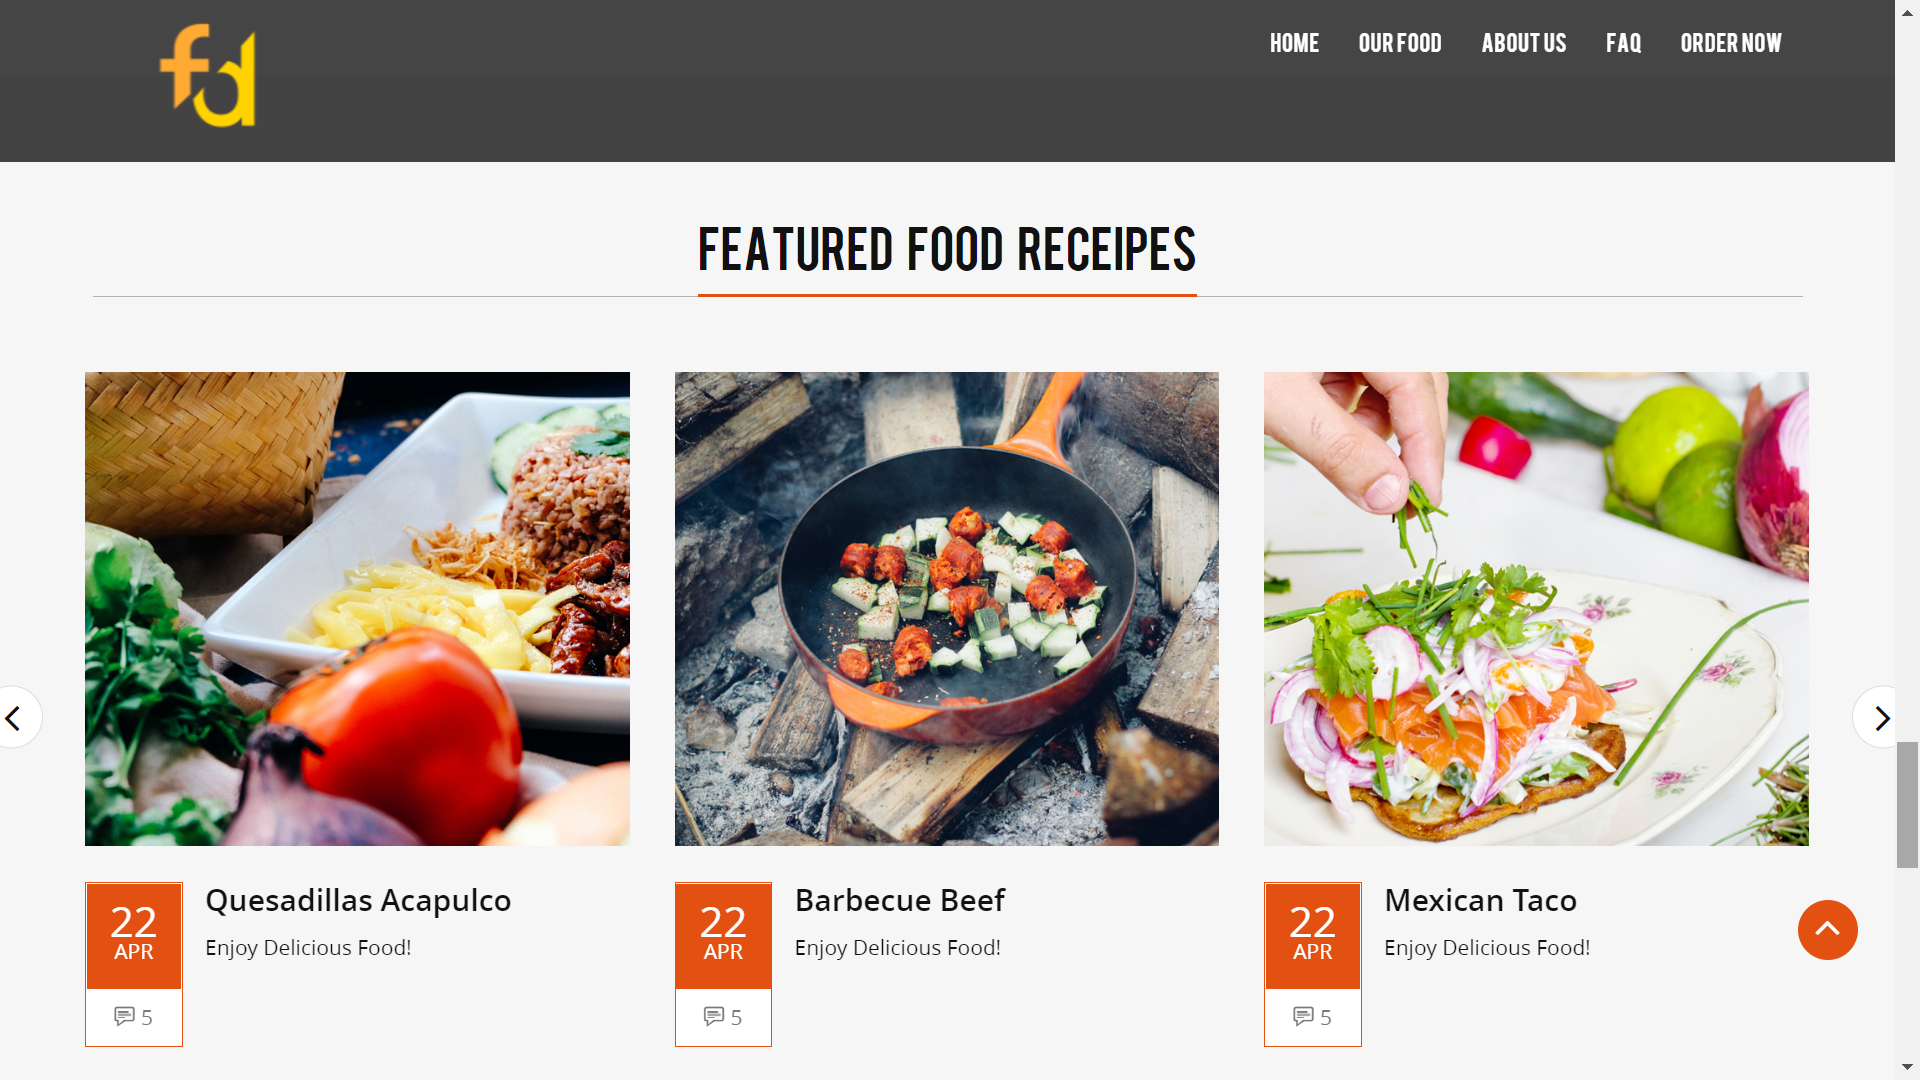 fd
HOME OUR FOOD ABOUT US FAQ ORDER NOW
FEATURED FOOD RECEIPES
22
APR
5
Quesadillas Acapulco
Enjoy Delicious Food!
22
APR
5
Barbecue Beef
Enjoy Delicious Food!
22
APR
5
Mexican Taco
Enjoy Delicious Food!